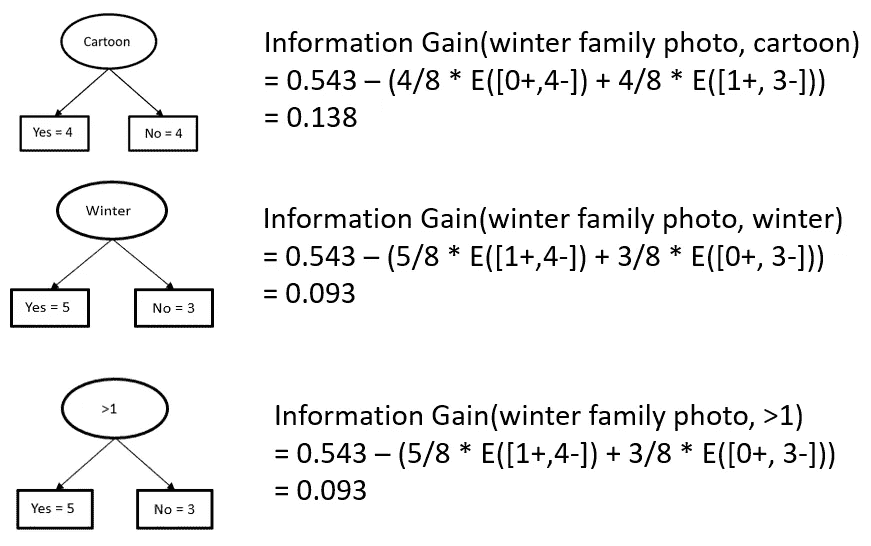 Cartoon
Yes = 4
No = 4
Information Gain(winter family photo, cartoon)
= 0.543 – (4/8 * E([0+,4-]) + 4/8 * E([1+, 3-]))
= 0.138
Winter
Yes = 5
No = 3
Information Gain(winter family photo, winter)
= 0.543 – (5/8 * E([1+,4-]) + 3/8 * E([0+, 3-]))
= 0.093
>1
Yes = 5
No = 3
Information Gain(winter family photo, >1)
= 0.543 – (5/8 * E([1+,4-]) + 3/8 * E([0+, 3-]))
= 0.093